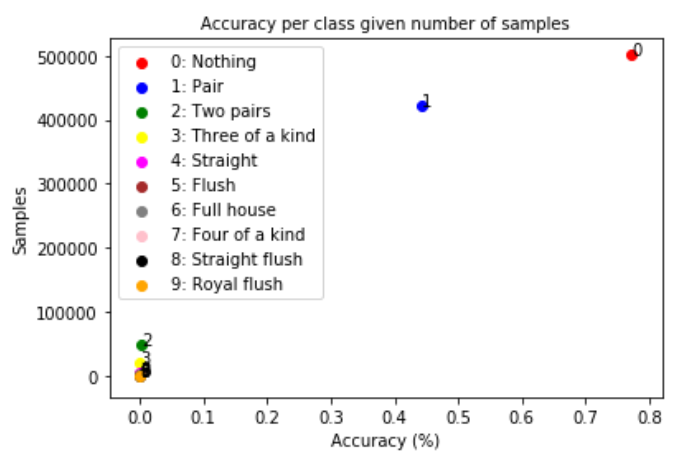 Accuracy per class given number of samples
0: Nothing
1: Pair
2: Two pairs
3: Three of a kind
4: Straight
5: Flush
6: Full house
7: Four of a kind
8: Straight flush
9: Royal flush
0
1
2
3
Samples
500000
400000
300000
200000
100000
0
0.0 0.1 0.2 0.3 0.4 0.5 0.6 0.7 0.8
Accuracy (%)